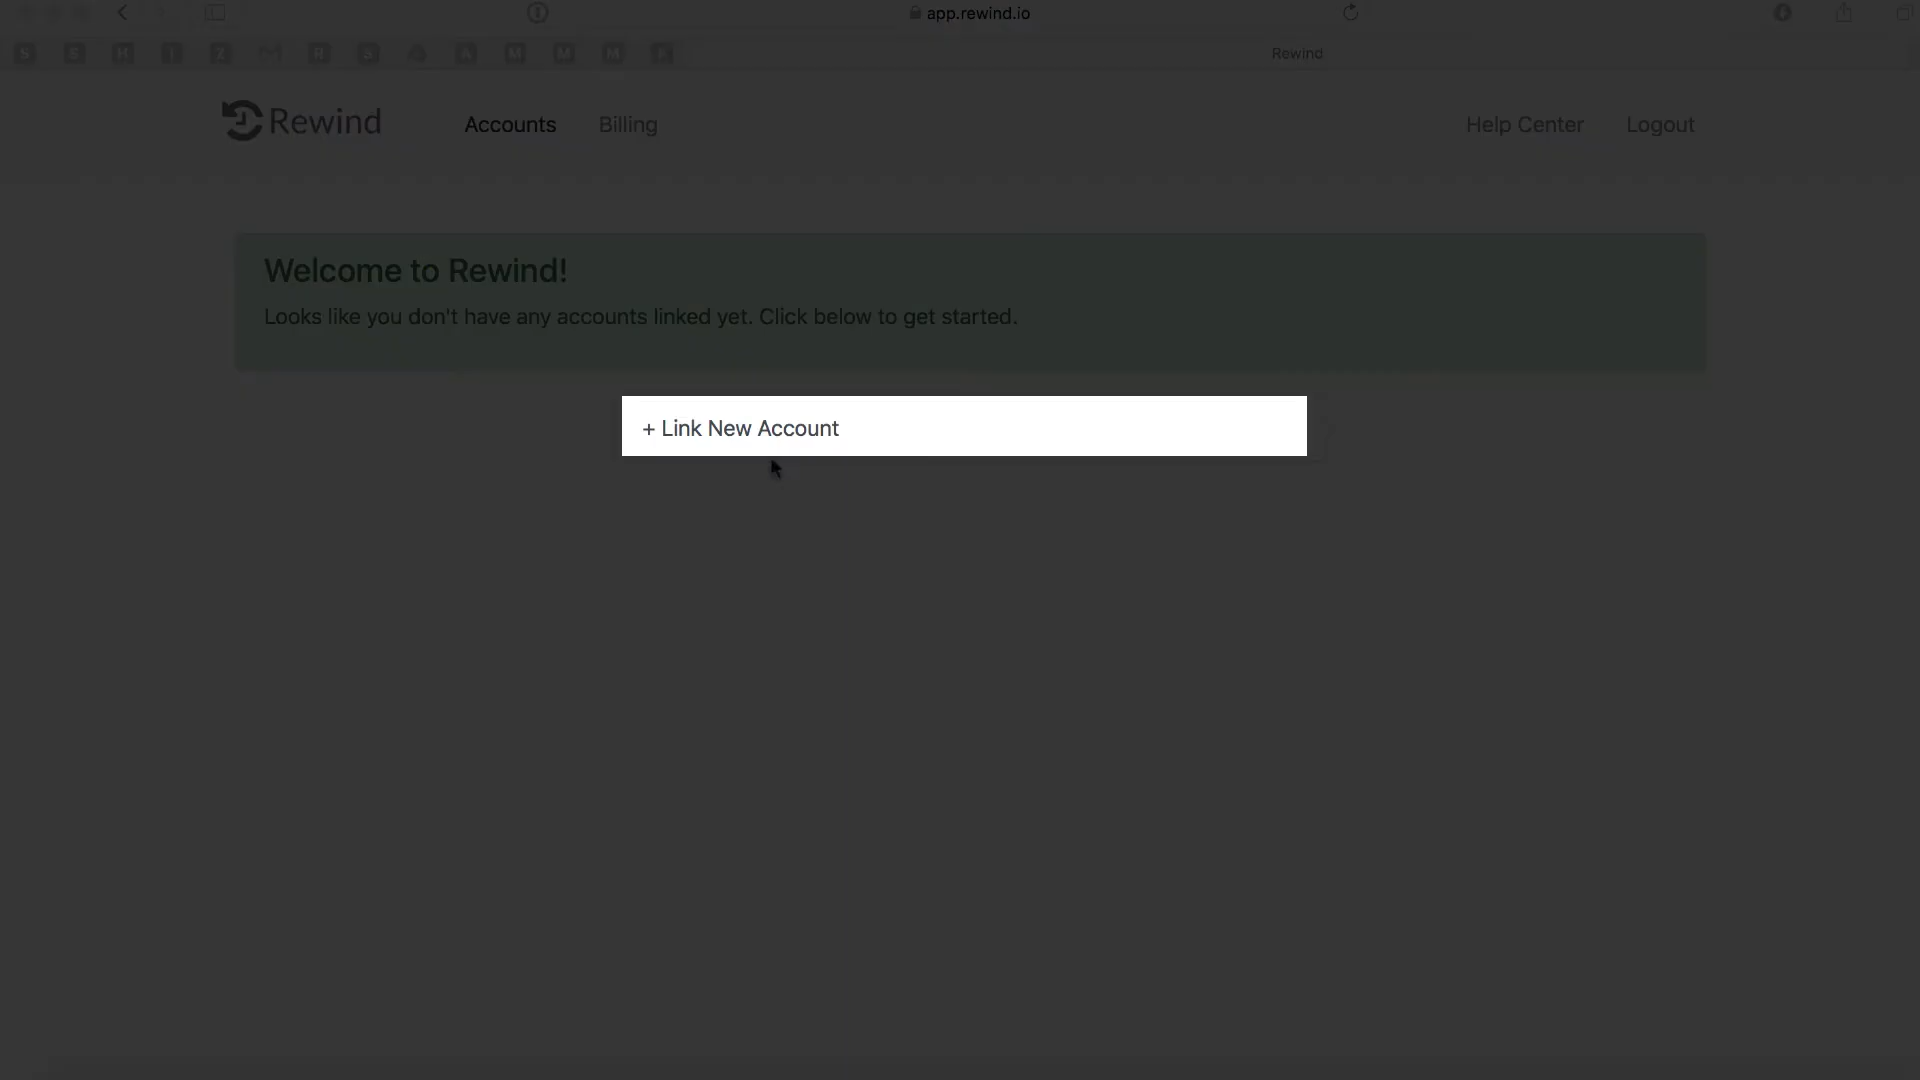 app.rewind.io
S S H I Z R S A M M M F
Rewind
Rewind Accounts Billing Help Center Logout
Welcome to Rewind!
Looks like you don't have any accounts linked yet. Click below to get started.
+ Link New Account